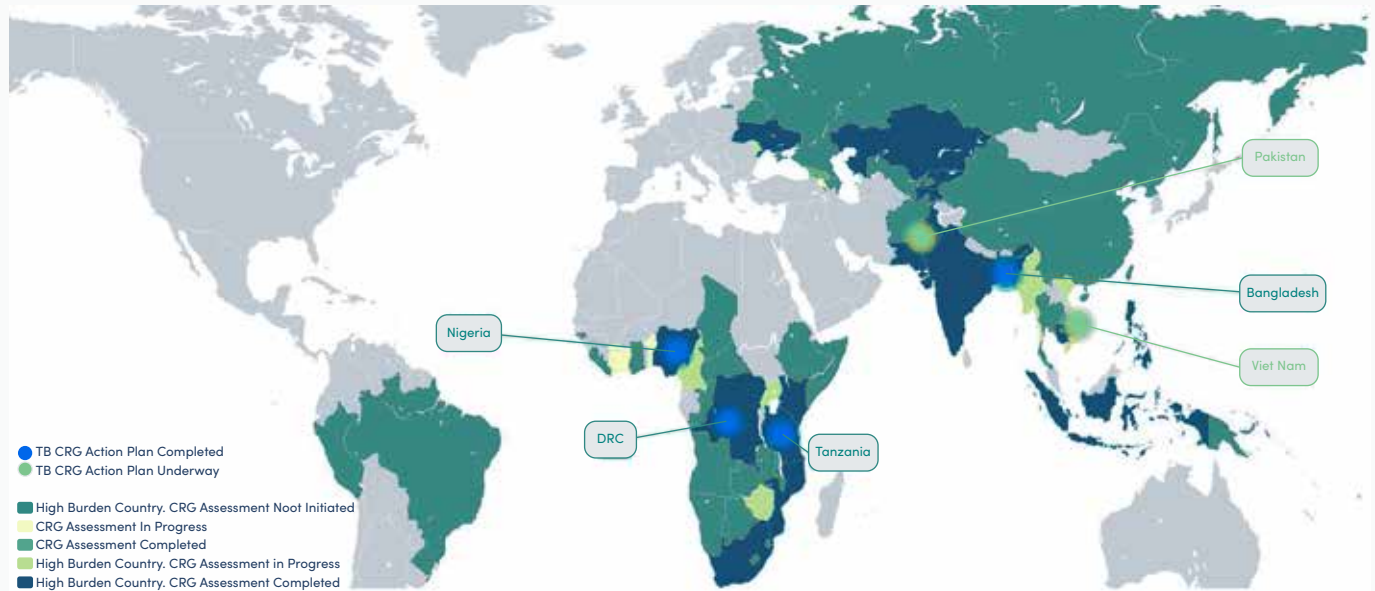 Pakistan
Bangladesh
Nigeria
Viet Nam
DRC
Tanzania
TB CRG Action Plan Completed
TB CRG Action Plan Underway
High Burden Country. CRG Assessment Noot Initiated
CRG Assessment In Progress
CRG Assessment Completed
High Burden Country. CRG Assessment in Progress
High Burden Country. CRG Assessment Completed